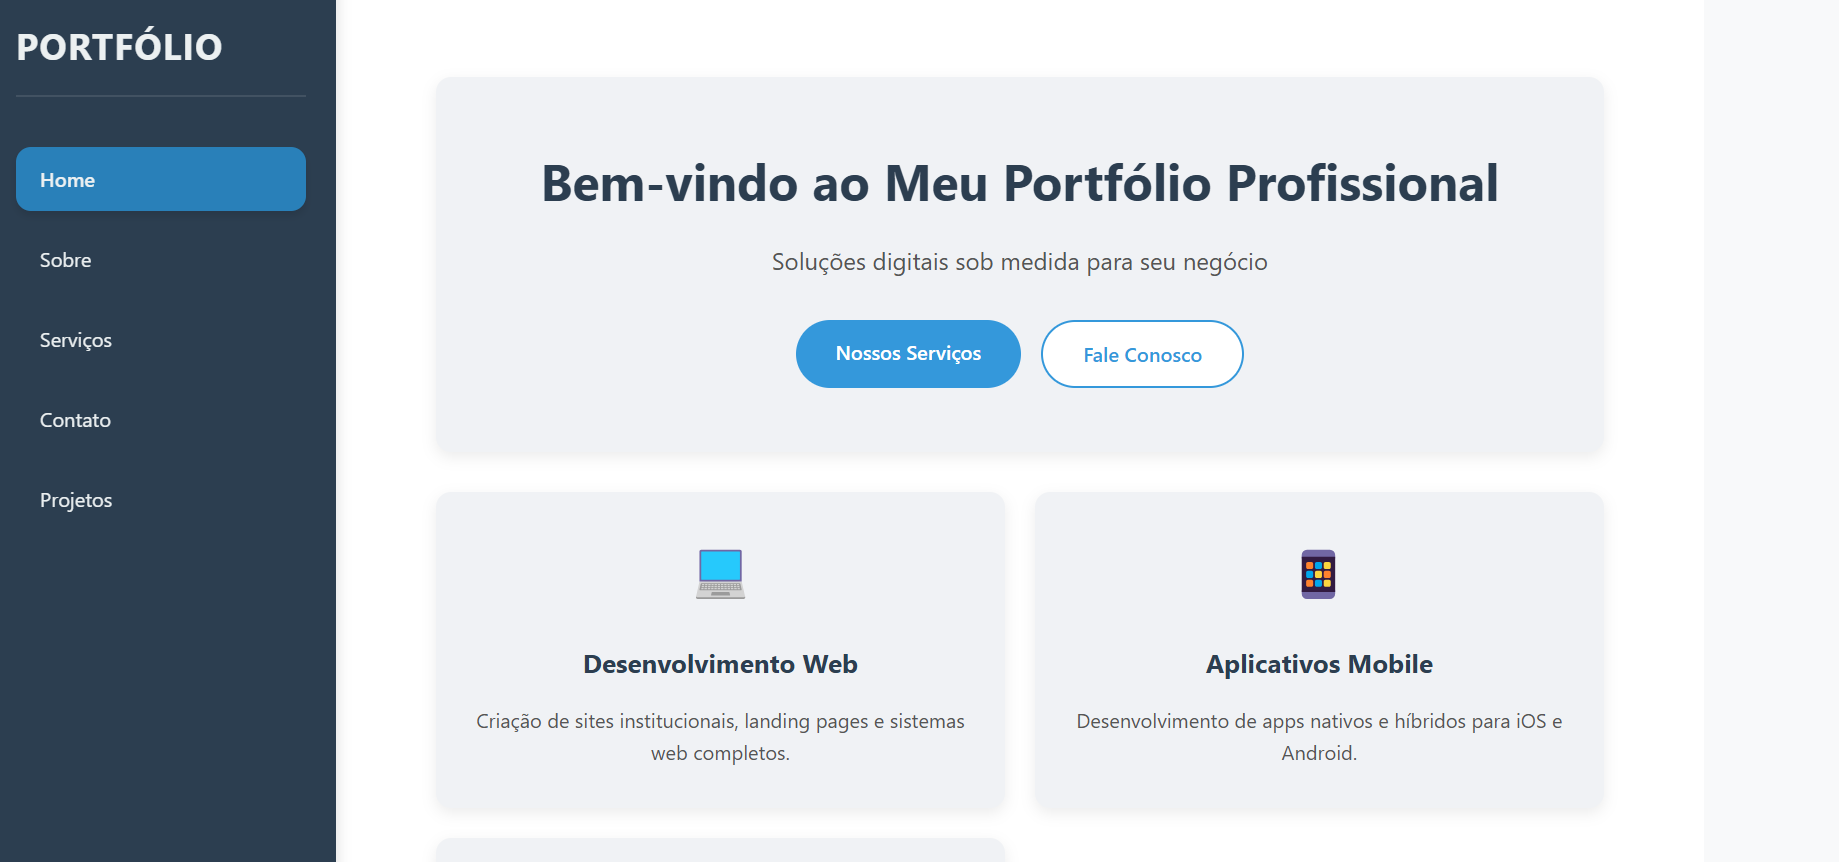 PORTFÓLIO
Home
Sobre
Serviços
Contato
Projetos
Bem-vindo ao Meu Portfólio Profissional
Soluções digitais sob medida para seu negócio
Nossos Serviços
Fale Conosco
Desenvolvimento Web
Criação de sites institucionais, landing pages e sistemas
web completos.
Aplicativos Mobile
Desenvolvimento de apps nativos e híbridos para iOS e
Android.